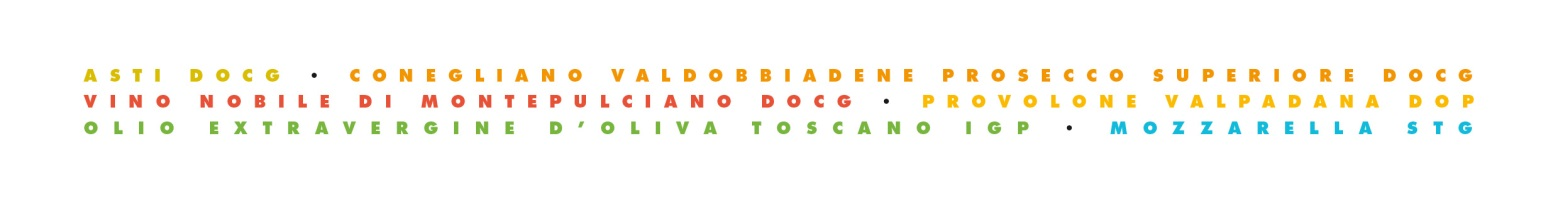 ASTI DOCG • CONEGLIANO VALDOBBIADENE PROSECCO SUPERIORE DOCG
VINO NOBILE DI MONTEPULCIANO DOCG • PROVOLONE VALPADANA DOP
OLIO EXTRAVERGINE D’OLIVA TOSCANO IGP • MOZZARELLA STG